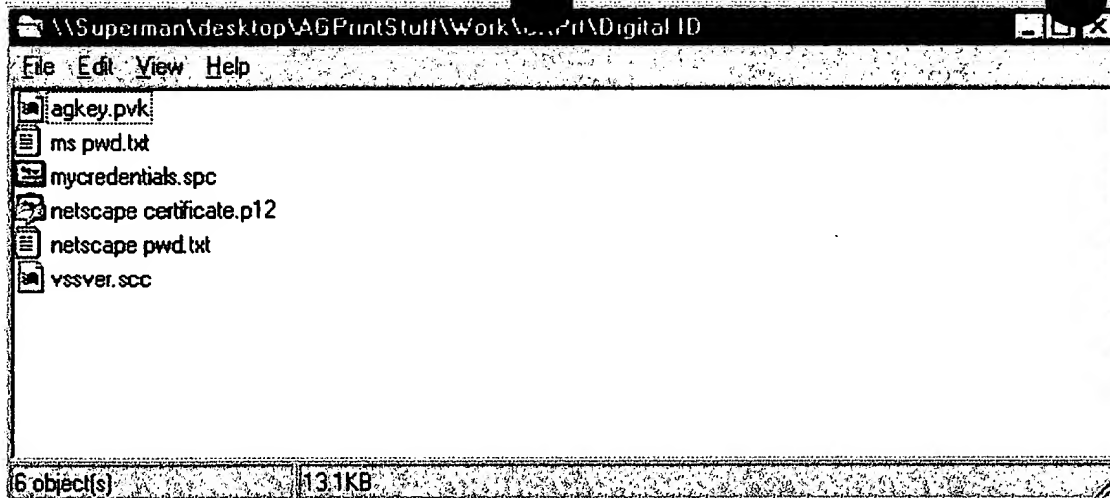 \\Superman\desktop\AGPrintStuff\Work\ \Digital ID
File Edit View Help
agkey.pvk
ms pwd.txt
mycredentials.spc
netscape certificate.p12
netscape pwd.txt
vssver.scc
6 object(s) 13.1KB